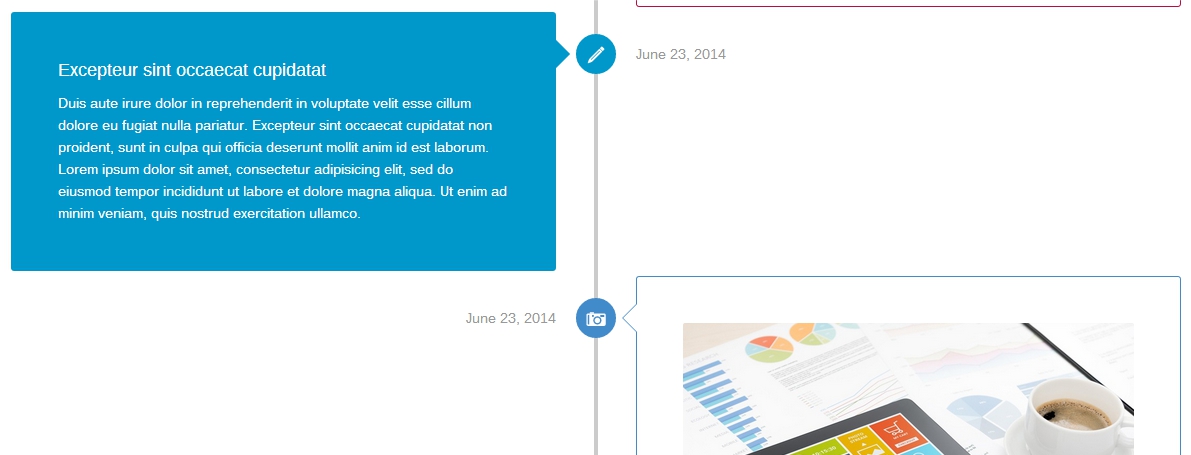 June 23, 2014
Excepteur sint occaecat cupidatat
Duis aute irure dolor in reprehenderit in voluptate velit esse cillum
dolore eu fugiat nulla pariatur. Excepteur sint occaecat cupidatat non
proident, sunt in culpa qui officia deserunt mollit anim id est laborum.
Lorem ipsum dolor sit amet, consectetur adipisicing elit, sed do
eiusmod tempor incididunt ut labore et dolore magna aliqua. Ut enim ad
minim veniam, quis nostrud exercitation ullamco.
June 23, 2014